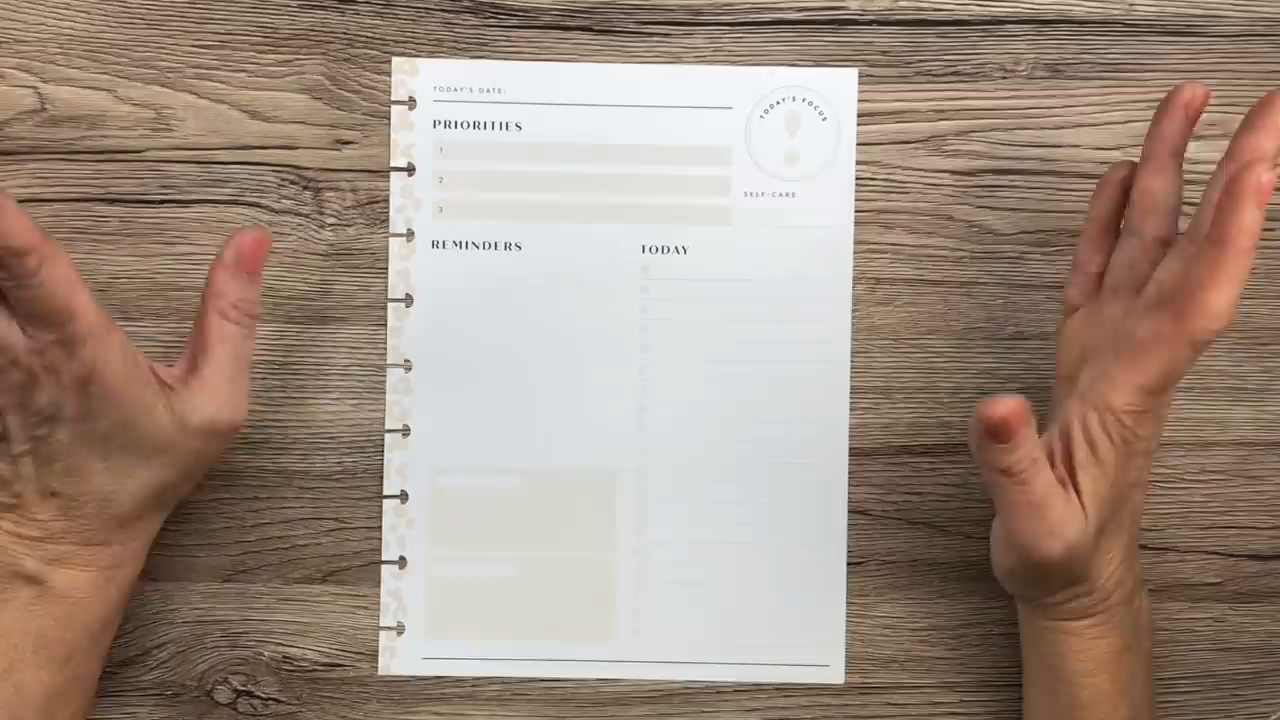 TODAY'S DATE:
TODAY'S FOCUS
PRIORITIES
1
2
3
SELF-CARE
REMINDERS
TODAY